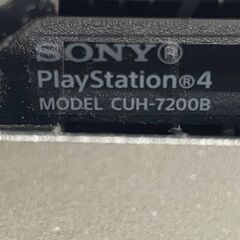 SONY
PlayStation®4
MODEL CUH-7200B